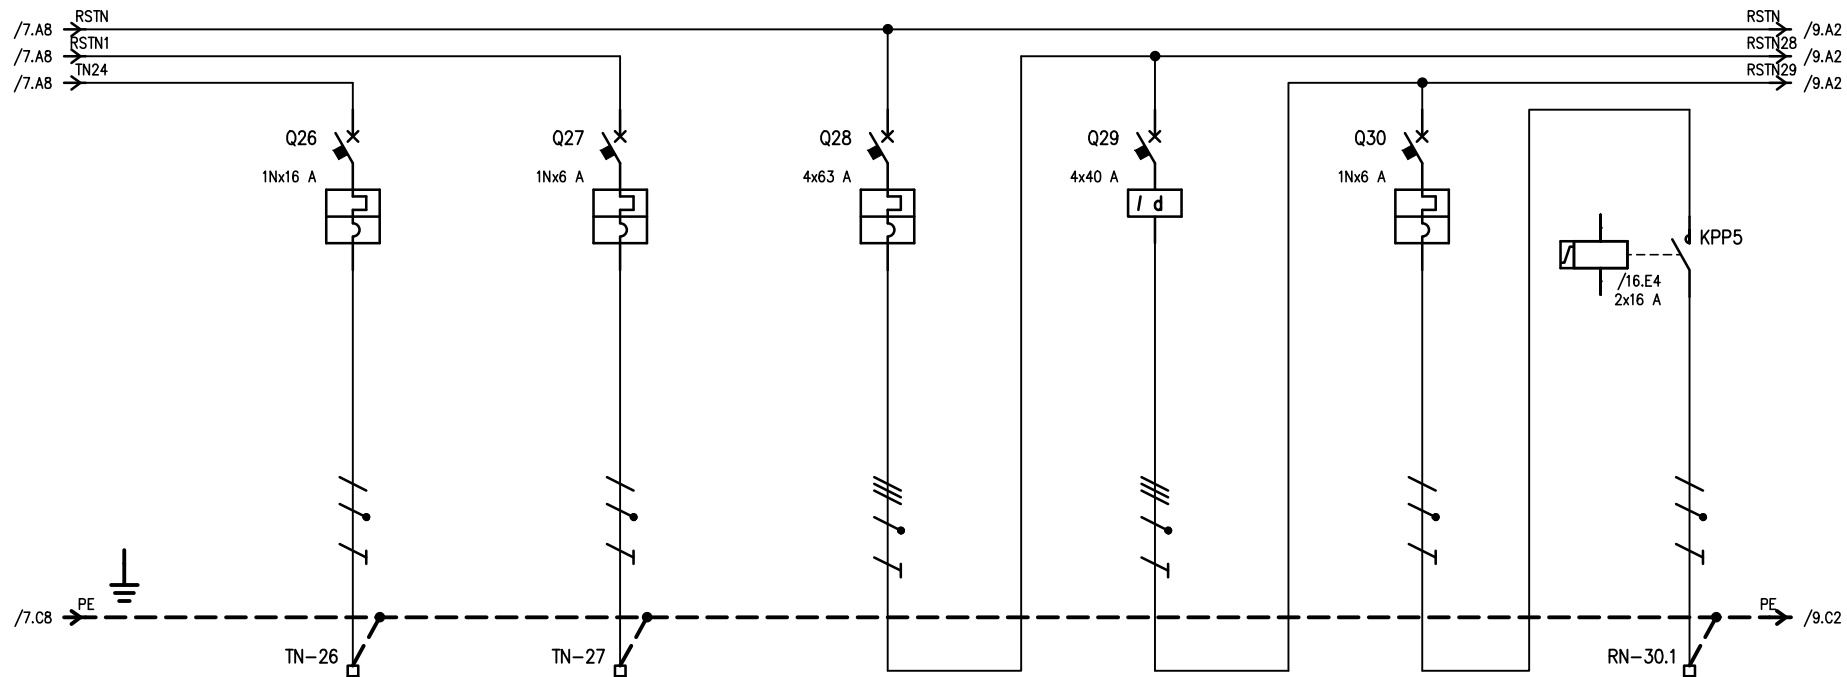 RSTN RSTN
/7.A8 /9.A2
RSTN1 RSTN28
/7.A8 /9.A2
TN24 RSTN29
/7.A8 /9.A2
Q26 Q27 Q28 Q29 Q30
1Nx16 A 1Nx6 A 4x63 A 4x40 A 1Nx6 A
I d
KPP5
/16.E4
2x16 A
PE PE
/7.C8 /9.C2
TN-26 TN-27 RN-30.1